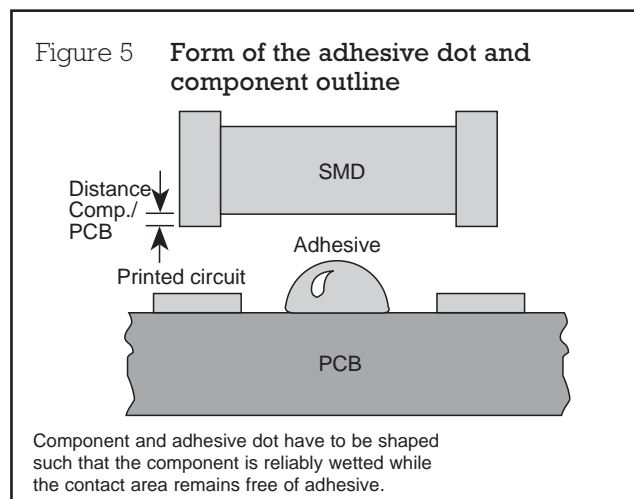 Figure 5 Form of the adhesive dot and
component outline
SMD
Distance
Comp./
PCB
Adhesive
Printed circuit
PCB
Component and adhesive dot have to be shaped
such that the component is reliably wetted while
the contact area remains free of adhesive.